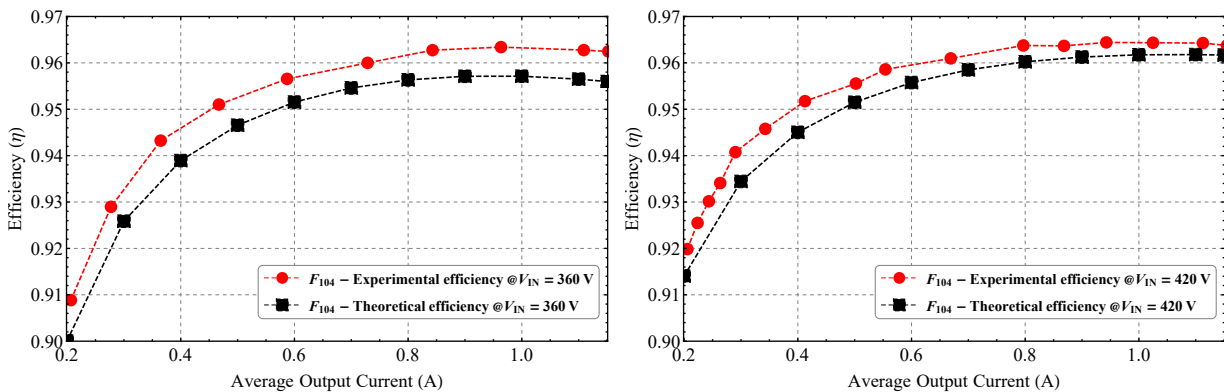 0.97
0.96
0.95
0.94
0.93
0.92
0.91
0.90
Efficiency (η)
F104 – Experimental efficiency @VIN = 360 V
F104 – Theoretical efficiency @VIN = 360 V
0.2 0.4 0.6 0.8 1.0
Average Output Current (A)
0.97
0.96
0.95
0.94
0.93
0.92
0.91
0.90
Efficiency (η)
F104 – Experimental efficiency @VIN = 420 V
F104 – Theoretical efficiency @VIN = 420 V
0.2 0.4 0.6 0.8 1.0
Average Output Current (A)